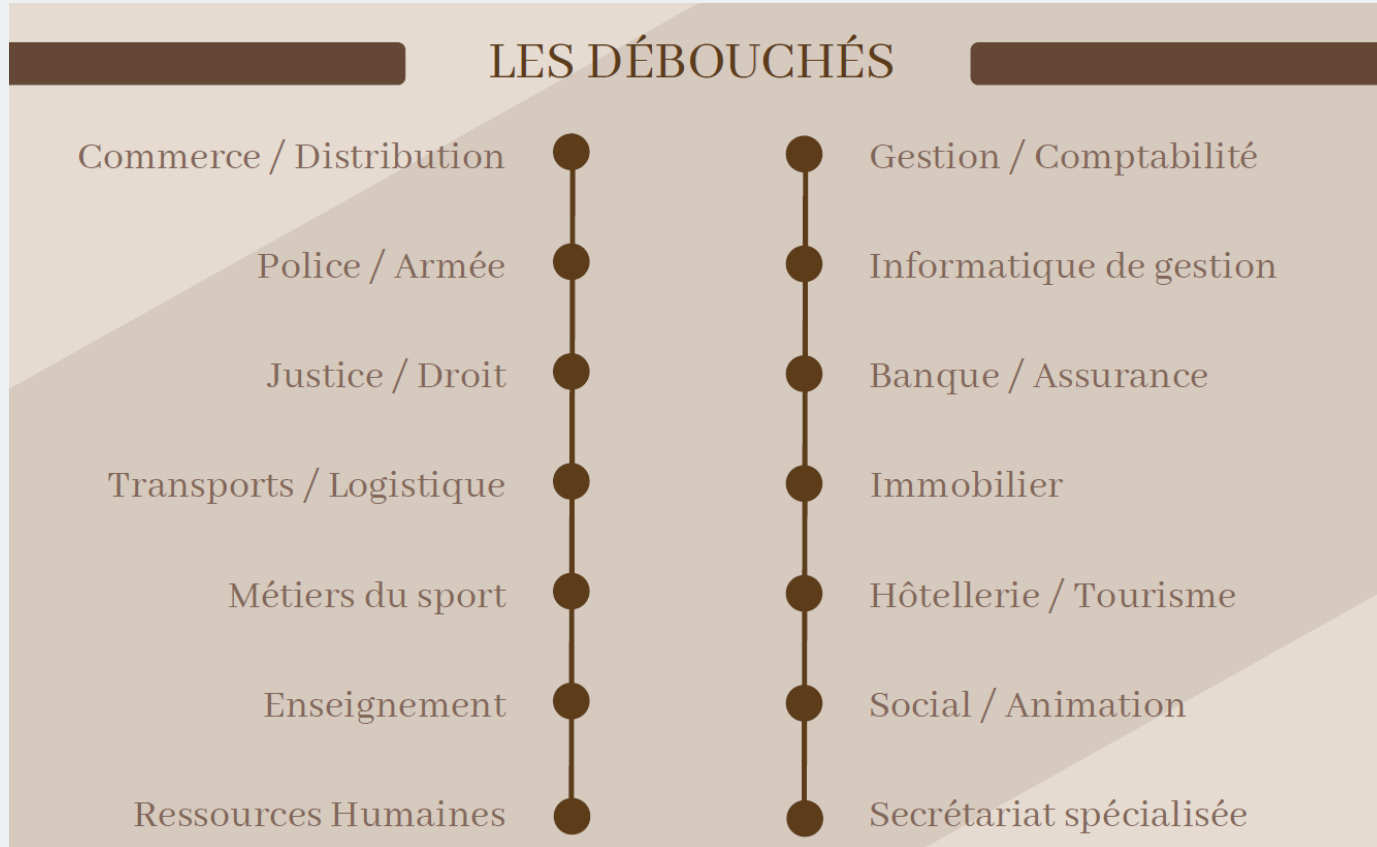 LES DÉBOUCHÉS
Commerce / Distribution
Police / Armée
Justice / Droit
Transports / Logistique
Métiers du sport
Enseignement
Ressources Humaines
Gestion / Comptabilité
Informatique de gestion
Banque / Assurance
Immobilier
Hôtellerie / Tourisme
Social / Animation
Secrétariat spécialisée